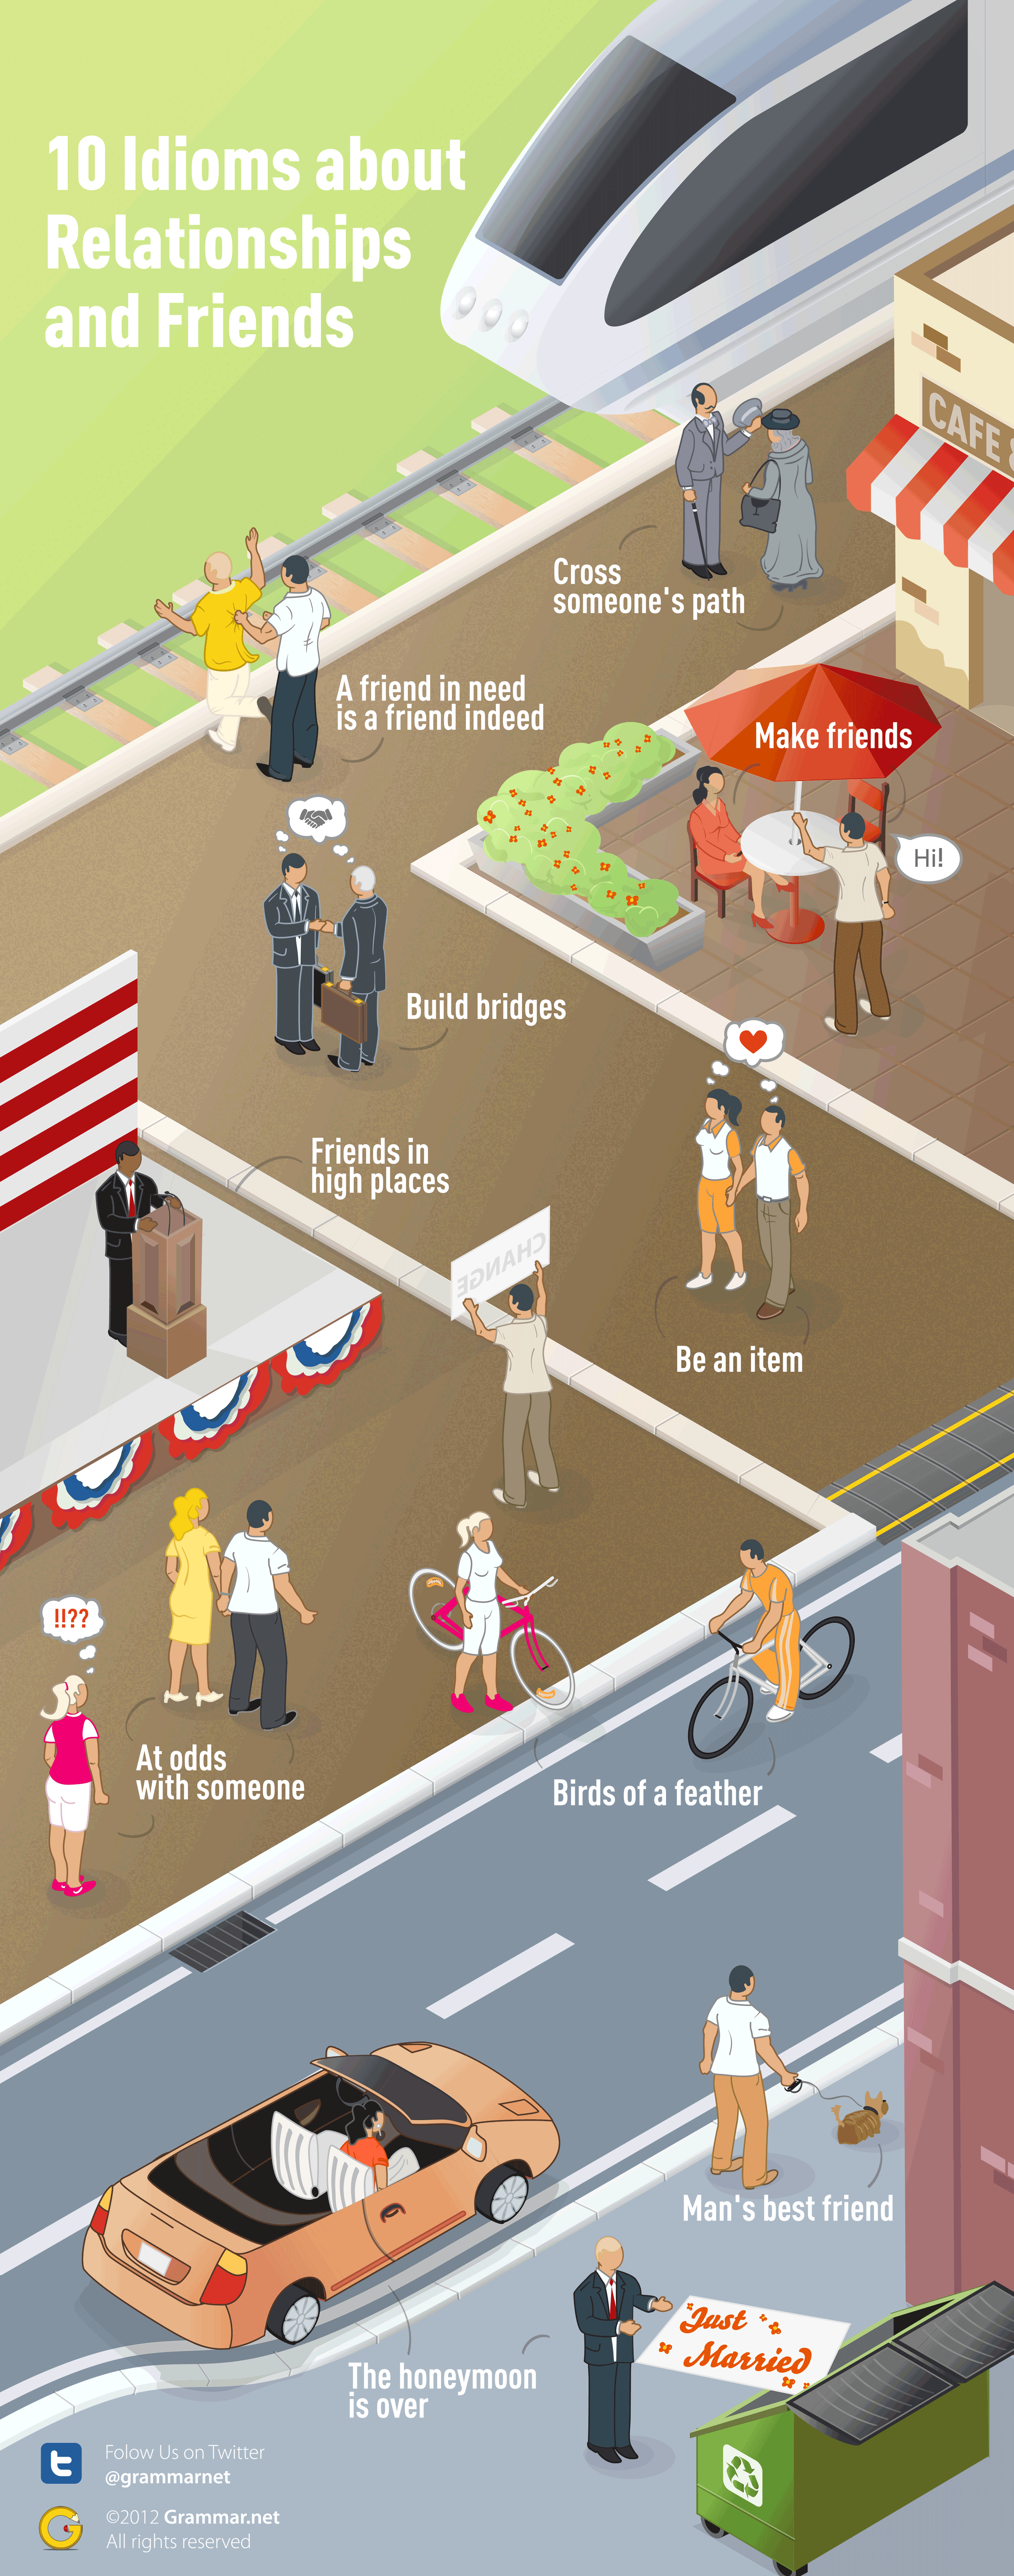 10 Idioms about
Relationships
and Friends
CAFE &
Cross
someone's path
A friend in need
is a friend indeed
Make friends
Hi!
Build bridges
Friends in
high places
CHANGE
Be an item
!!??
At odds
with someone
Birds of a feather
Man's best friend
Just
Married
The honeymoon
is over
Folow Us on Twitter
@grammarnet
©2012 Grammar.net
All rights reserved